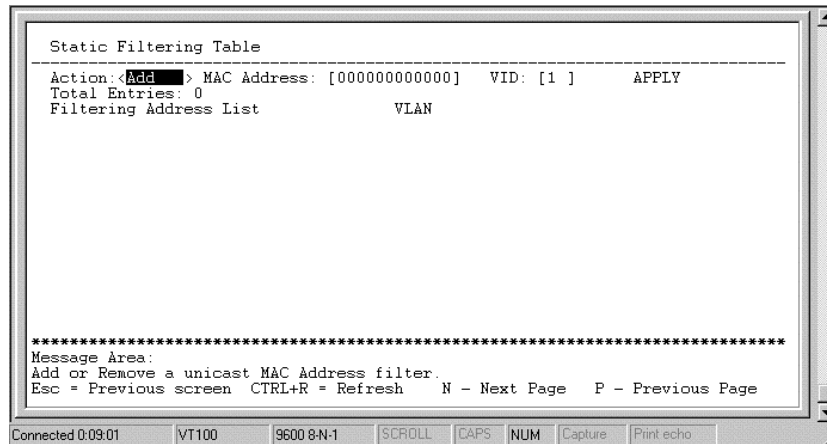 Static Filtering Table
--------------------------------------------------------------------------------
Action:<Add    > MAC Address: [000000000000]   VID: [1 ]      APPLY
Total Entries: 0
Filtering Address List                 VLAN
********************************************************************************
Message Area:
Add or Remove a unicast MAC Address filter.
Esc = Previous screen  CTRL+R = Refresh    N - Next Page   P - Previous Page
Connected 0:09:01 VT100 9600 8-N-1 SCROLL CAPS NUM Capture Print echo